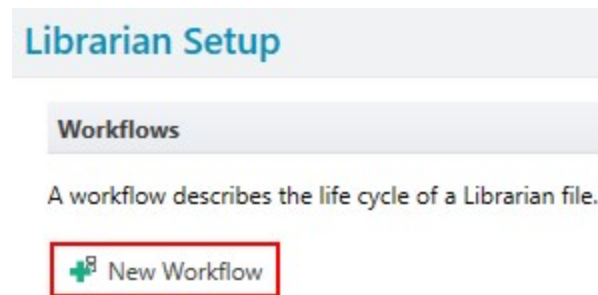 Librarian Setup
Workflows
A workflow describes the life cycle of a Librarian file.
New Workflow